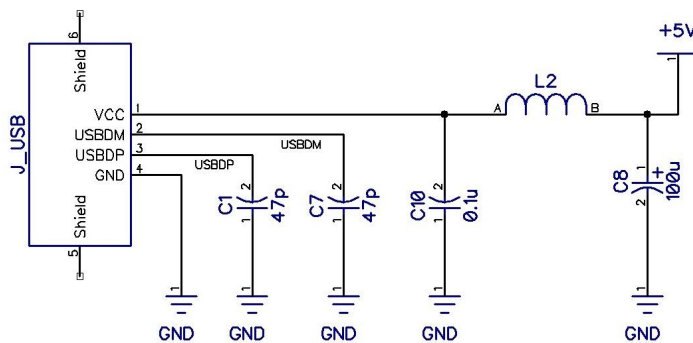 +5V
1
6
Shield
J_USB
VCC 1
USBDM 2
USBDP 3
GND 4
Shield
5
USBDP
USBDM
A L2 B
2 C1 47p 1
2 C7 47p 1
2 C10 0.1u 1
1 C8 + 100u 2
1 1 1 1 1
GND GND GND GND GND